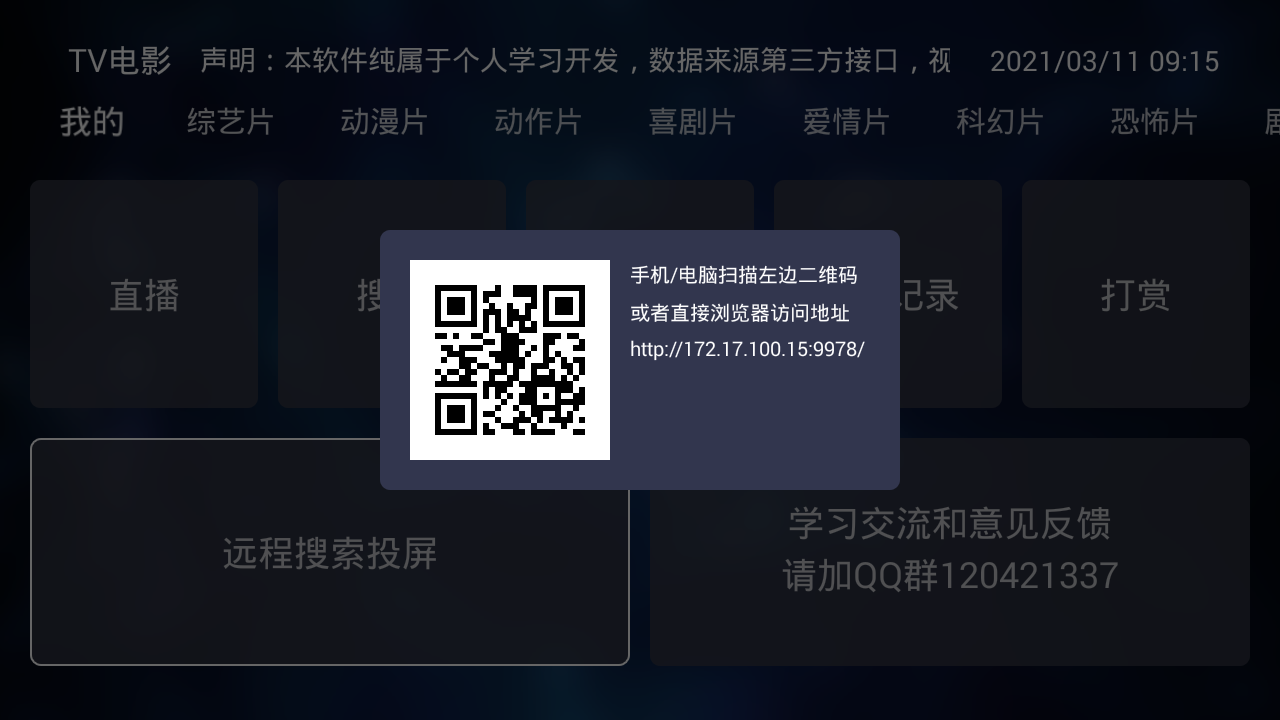 TV电影 声明：本软件纯属于个人学习开发，数据来源第三方接口，视 2021/03/11 09:15
我的 综艺片 动漫片 动作片 喜剧片 爱情片 科幻片 恐怖片
直播 搜 记录 打赏
手机/电脑扫描左边二维码
或者直接浏览器访问地址
http://172.17.100.15:9978/
远程搜索投屏
学习交流和意见反馈
请加QQ群120421337